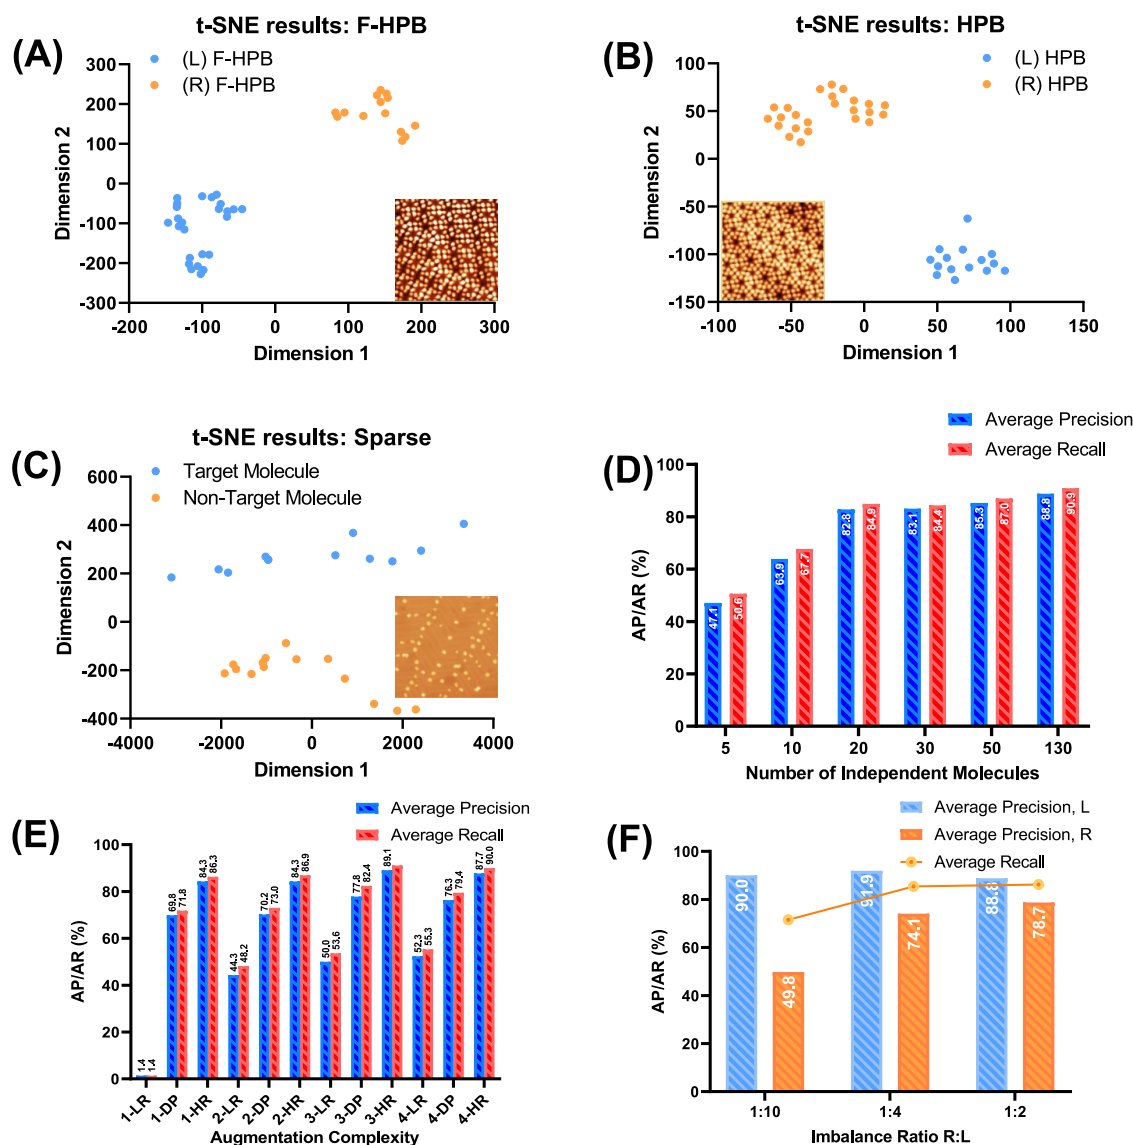 t-SNE results: F-HPB
(A)
(L) F-HPB
(R) F-HPB
300
200
100
0
-100
-200
-300
Dimension 2
-200
-100
0
100
200
300
Dimension 1
t-SNE results: HPB
(B)
(L) HPB
(R) HPB
100
50
0
-50
-100
-150
Dimension 2
-100
-50
0
50
100
150
Dimension 1
t-SNE results: Sparse
(C)
Target Molecule
Non-Target Molecule
600
400
200
0
-200
-400
Dimension 2
-4000
-2000
0
2000
4000
Dimension 1
(D)
Average Precision
Average Recall
100
80
60
40
20
0
AP/AR (%)
47.1
50.6
63.9
67.7
82.8
84.9
83.1
84.4
85.3
87.0
88.8
90.9
5
10
20
30
50
130
Number of Independent Molecules
(E)
Average Precision
Average Recall
100
80
60
40
20
0
AP/AR (%)
1.4
1.4
69.8
71.8
84.3
86.3
44.3
48.2
70.2
73.0
84.3
86.9
50.0
53.6
77.8
82.4
89.1
52.3
55.3
76.3
79.4
87.7
90.0
1-LR
1-DP
1-HR
2-LR
2-DP
2-HR
3-LR
3-DP
3-HR
4-LR
4-DP
4-HR
Augmentation Complexity
(F)
Average Precision, L
Average Precision, R
Average Recall
100
80
60
40
20
0
AP/AR (%)
90.0
49.8
91.9
74.1
88.8
78.7
1:10
1:4
1:2
Imbalance Ratio R:L